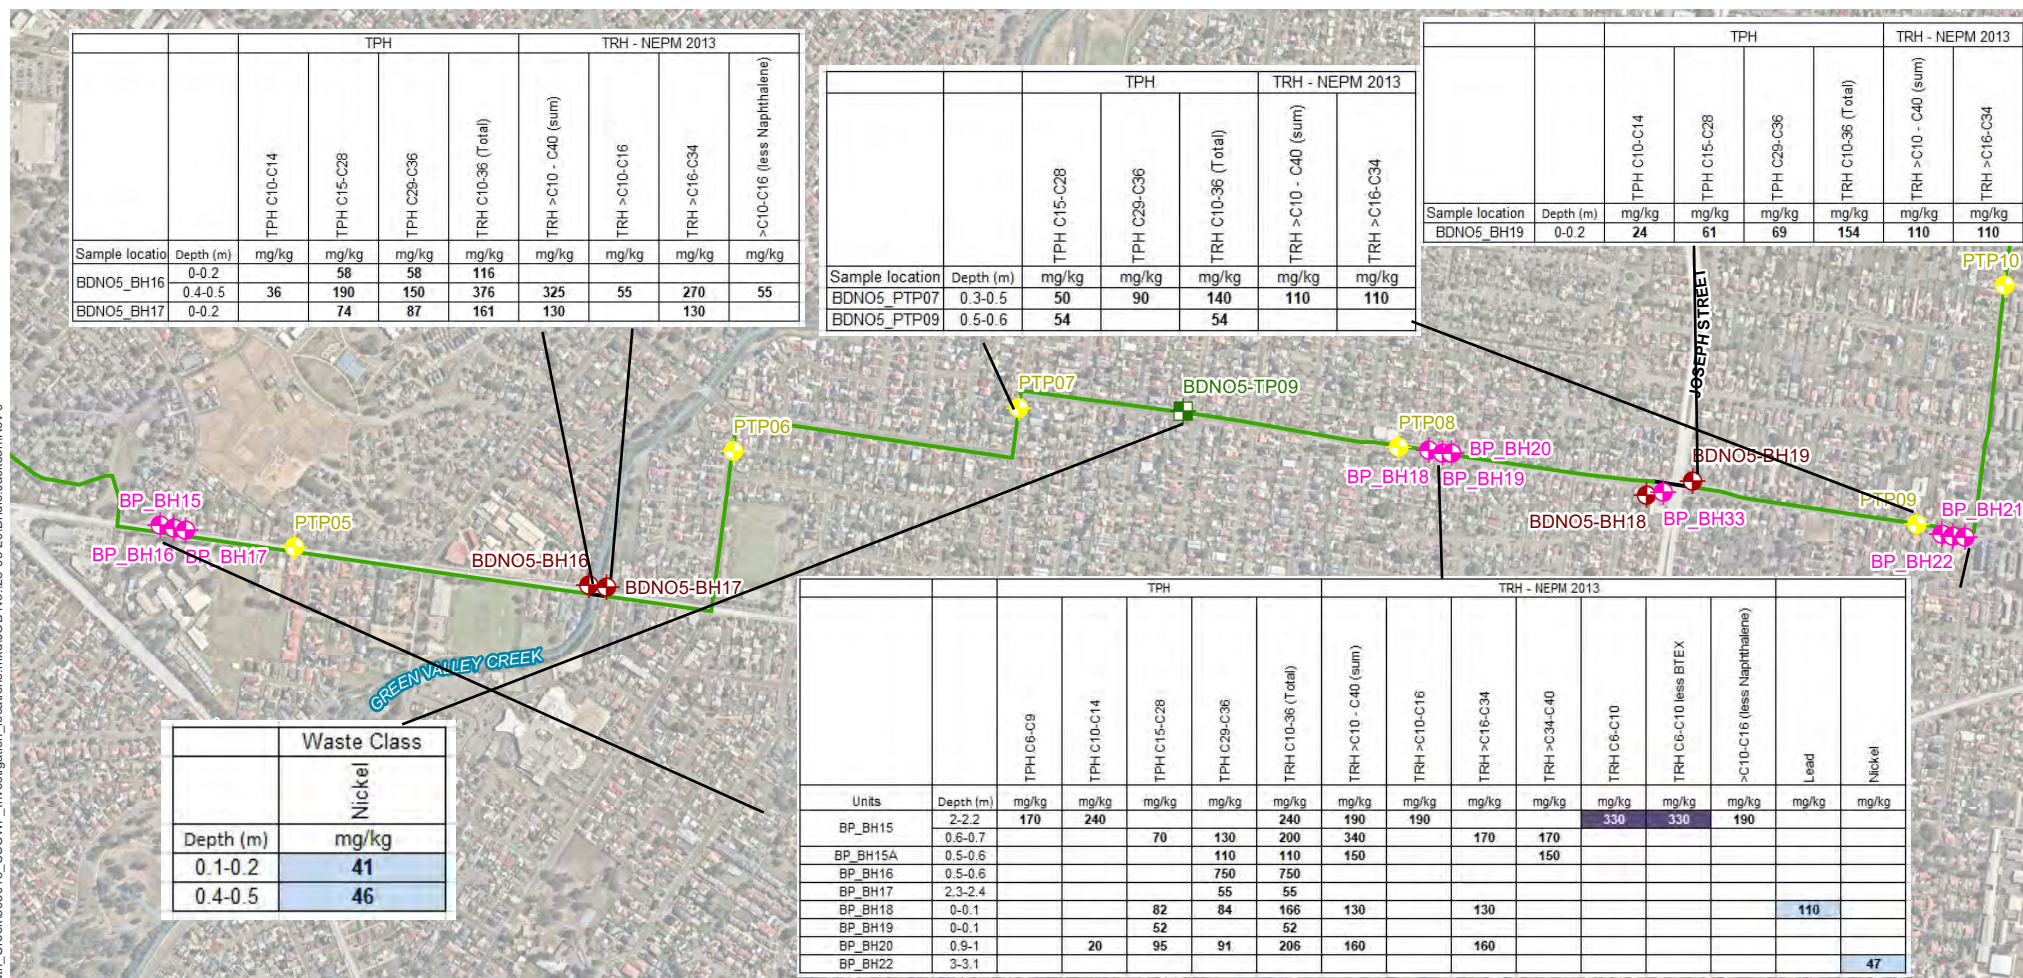 TPH TRH - NEPM 2013
TPH C10-C14 TPH C15-C28 TPH C29-C36 TRH C10-36 (Total) TRH >C10 - C40 (sum) TRH >C10-C16 TRH >C16-C34 >C10-C16 (less Naphthalene)
Sample locatio Depth (m) mg/kg mg/kg mg/kg mg/kg mg/kg mg/kg mg/kg mg/kg
BDNO5_BH16 0-0.2 58 58 116
0.4-0.5 36 190 150 376 325 55 270 55
BDNO5_BH17 0-0.2 74 87 161 130 130
TPH TRH - NEPM 2013
TPH C15-C28 TPH C29-C36 TRH C10-36 (Total) TRH >C10 - C40 (sum) TRH >C16-C34
Sample location Depth (m) mg/kg mg/kg mg/kg mg/kg mg/kg
BDNO5_PTP07 0.3-0.5 50 90 140 110 110
BDNO5_PTP09 0.5-0.6 54 54
TPH TRH - NEPM 2013
TPH C10-C14 TPH C15-C28 TPH C29-C36 TRH C10-36 (Total) TRH >C10 - C40 (sum) TRH >C16-C34
Sample location Depth (m) mg/kg mg/kg mg/kg mg/kg mg/kg mg/kg
BDNO5_BH19 0-0.2 24 61 69 154 110 110
PTP10
JOSEPH STREET
PTP07
BDNO5-TP09
PTP06
PTP08
BP_BH20
BP_BH18
BP_BH19
BDNO5-BH19
BDNO5-BH18
BP_BH33
PTP09
BP_BH21
BP_BH22
BP_BH15
PTP05
BP_BH16
BP_BH17
BDNO5-BH16
BDNO5-BH17
GREEN VALLEY CREEK
Waste Class
Nickel
Depth (m) mg/kg
0.1-0.2 41
0.4-0.5 46
TPH TRH - NEPM 2013
TPH C6-C9 TPH C10-C14 TPH C15-C28 TPH C29-C36 TRH C10-36 (Total) TRH >C10 - C40 (sum) TRH >C10-C16 TRH >C16-C34 TRH >C34-C40 TRH C6-C10 TRH C6-C10 less BTEX >C10-C16 (less Naphthalene) Lead Nickel
Units Depth (m) mg/kg mg/kg mg/kg mg/kg mg/kg mg/kg mg/kg mg/kg mg/kg mg/kg mg/kg mg/kg mg/kg mg/kg
BP_BH15 2-2.2 170 240 240 190 190 330 330 190
0.6-0.7 70 130 200 340 170 170
BP_BH15A 0.5-0.6 110 110 150 150
BP_BH16 0.5-0.6 750 750
BP_BH17 2.3-2.4 55 55
BP_BH18 0-0.1 82 84 166 130 130 110
BP_BH19 0-0.1 52 52
BP_BH20 0.9-1 20 95 91 206 160 160
BP_BH22 3-3.1 47